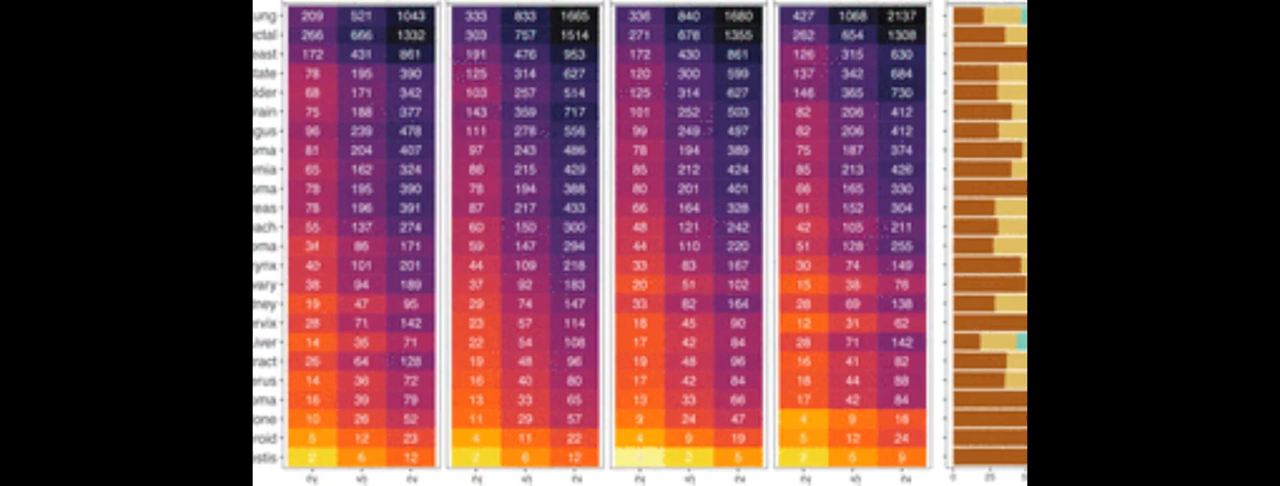 ung 209 521 1043 333 833 1665 336 840 1680 427 1068 2137
ctal 266 666 1332 303 757 1514 271 678 1355 262 654 1308
east 172 431 861 191 476 953 172 430 861 126 315 630
state 78 195 390 125 314 627 120 300 599 137 342 684
dder 68 171 342 103 257 514 125 314 627 146 365 730
rain 75 188 377 143 359 717 101 252 503 82 206 412
gus 96 239 478 111 278 556 99 249 497 82 206 412
oma 81 204 407 97 243 486 78 194 389 75 187 374
mia 65 162 324 86 215 429 85 212 424 85 213 426
oma 78 195 390 78 194 388 80 201 401 66 165 330
eas 78 196 391 87 217 433 66 164 328 61 152 304
ach 55 137 274 60 150 300 48 121 242 42 105 211
oma 34 86 171 59 147 294 44 110 220 51 128 255
rynx 40 101 201 44 109 218 33 83 167 30 74 149
vary 38 94 189 37 92 183 20 51 102 15 38 76
dney 19 47 95 29 74 147 33 82 164 28 69 138
rvix 28 71 142 23 57 114 18 45 90 12 31 62
iver 14 35 71 22 54 108 17 42 84 28 71 142
ract 26 64 128 19 48 96 19 48 96 16 41 82
erus 14 36 72 16 40 80 17 42 84 18 44 88
oma 16 39 79 13 33 65 13 33 66 17 42 84
one 10 26 52 11 29 57 9 24 47 4 9 18
roid 5 12 23 4 11 22 4 9 19 5 12 24
estis 2 6 12 2 6 12 2 5 2 5 9
0 25